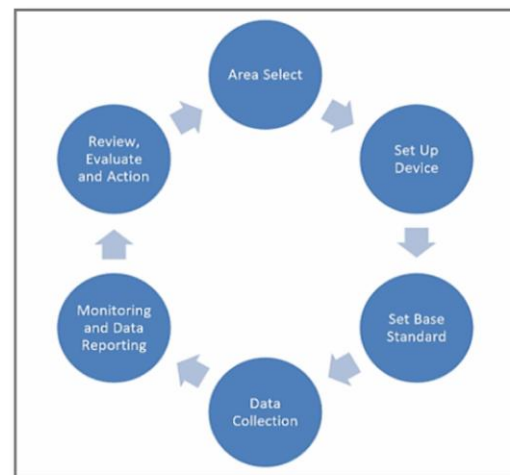 Area Select
Set Up
Device
Set Base
Standard
Data
Collection
Monitoring
and Data
Reporting
Review,
Evaluate
and Action